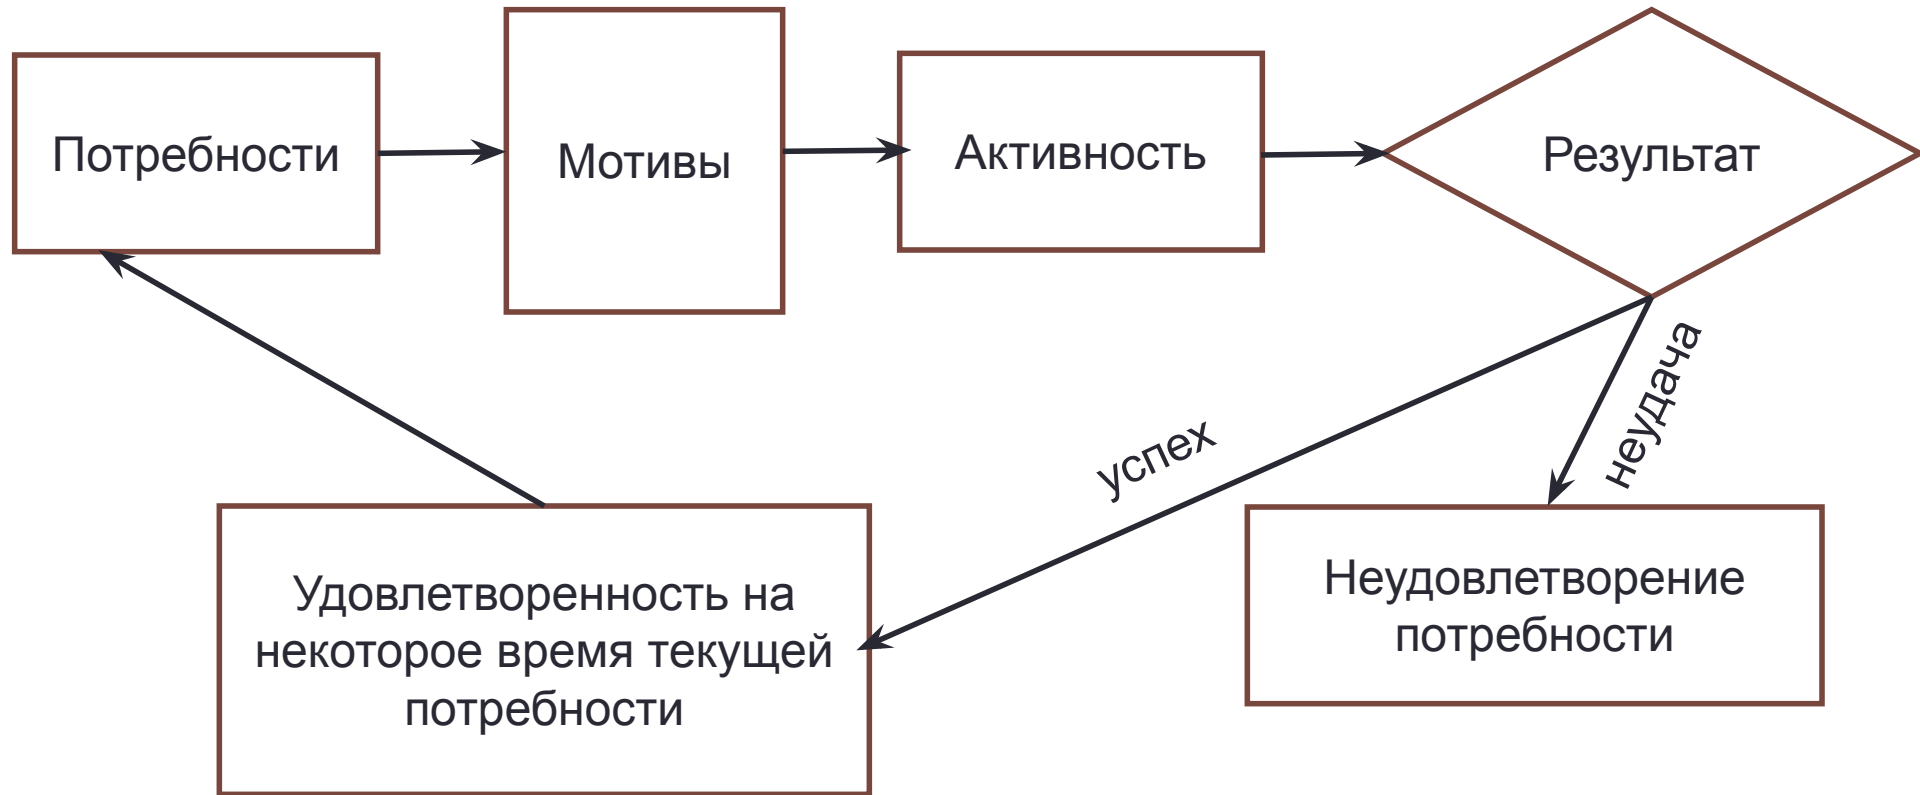 Потребности
Мотивы
Активность
Результат
успех
неудача
Удовлетворенность на
некоторое время текущей
потребности
Неудовлетворение
потребности